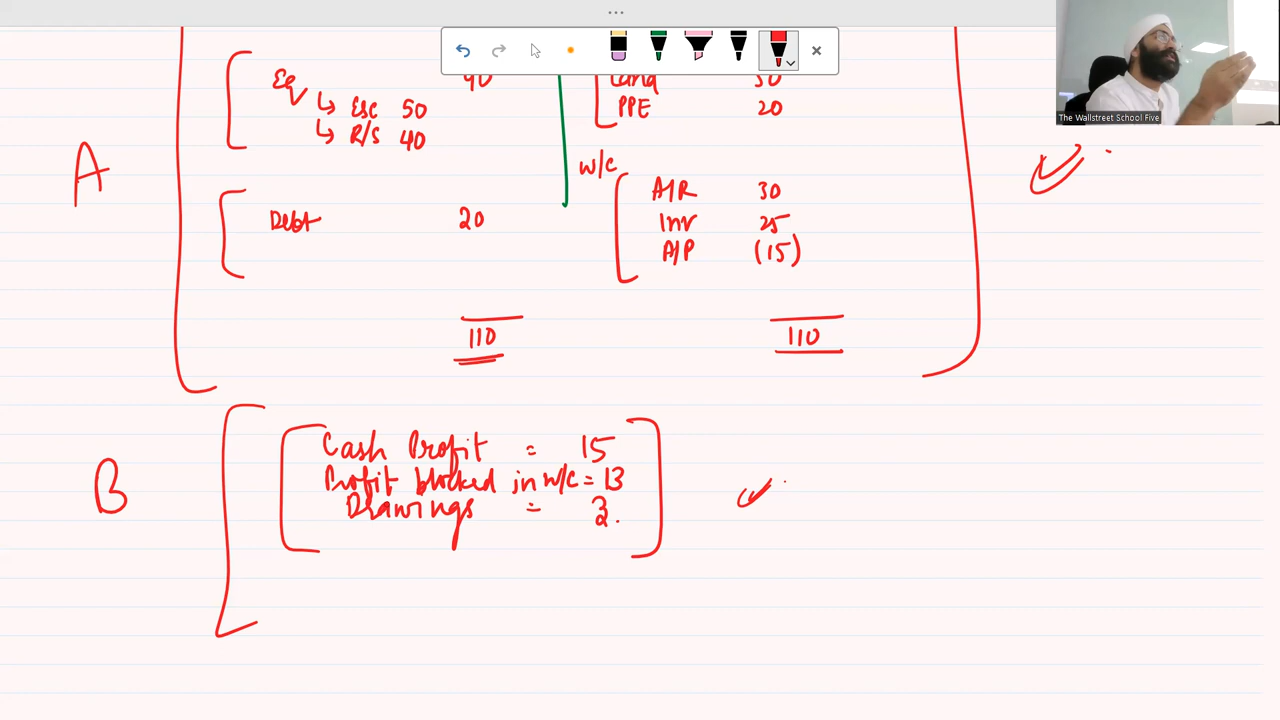 Eq
↳ ESC 50
↳ R/S 40
PPE 20
A
W/C
A/R 30
Debt 20
Inv 25
A/P (15)
110 110
B
Cash Profit = 15
Profit blocked in w/c = 13
Drawings =
The Wallstreet School Five